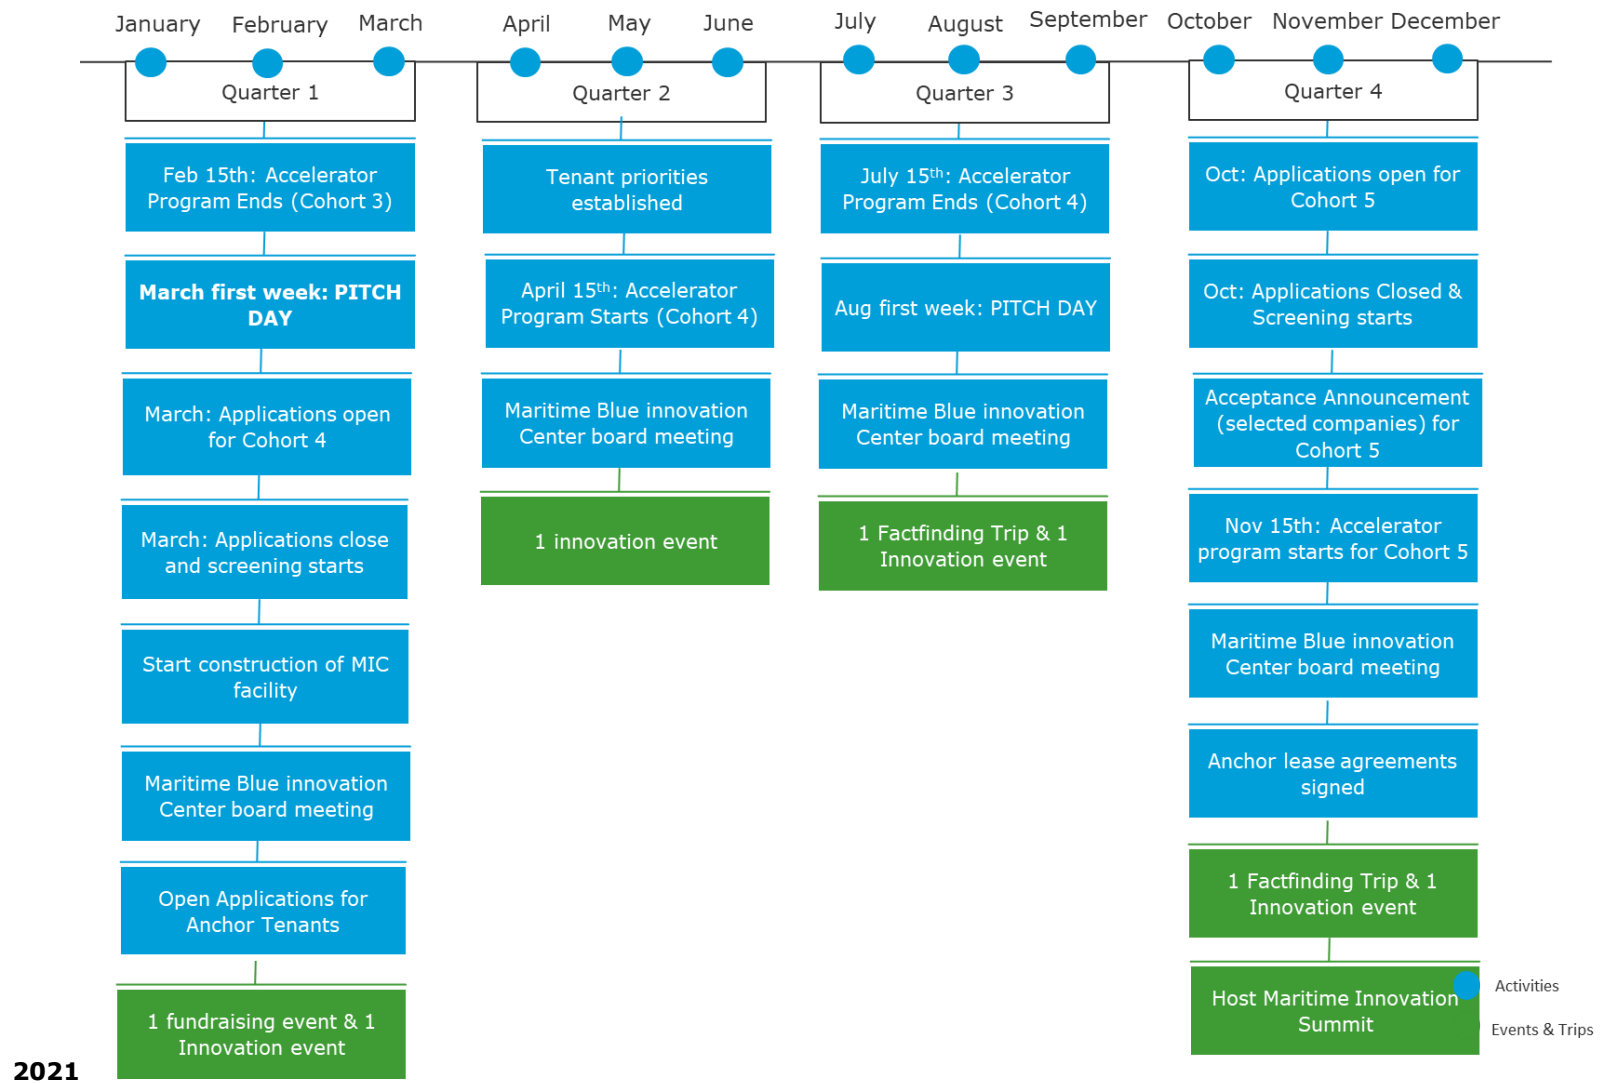 January February March April May June July August September October November December
Quarter 1
Quarter 2
Quarter 3
Quarter 4
Feb 15th: Accelerator
Program Ends (Cohort 3)
March first week: PITCH
DAY
March: Applications open
for Cohort 4
March: Applications close
and screening starts
Start construction of MIC
facility
Maritime Blue innovation
Center board meeting
Open Applications for
Anchor Tenants
1 fundraising event & 1
Innovation event
Tenant priorities
established
April 15th: Accelerator
Program Starts (Cohort 4)
Maritime Blue innovation
Center board meeting
1 innovation event
July 15th: Accelerator
Program Ends (Cohort 4)
Aug first week: PITCH DAY
Maritime Blue innovation
Center board meeting
1 Factfinding Trip & 1
Innovation event
Oct: Applications open for
Cohort 5
Oct: Applications Closed &
Screening starts
Acceptance Announcement
(selected companies) for
Cohort 5
Nov 15th: Accelerator
program starts for Cohort 5
Maritime Blue innovation
Center board meeting
Anchor lease agreements
signed
1 Factfinding Trip & 1
Innovation event
Host Maritime Innovation
Summit
Activities
Events & Trips
2021